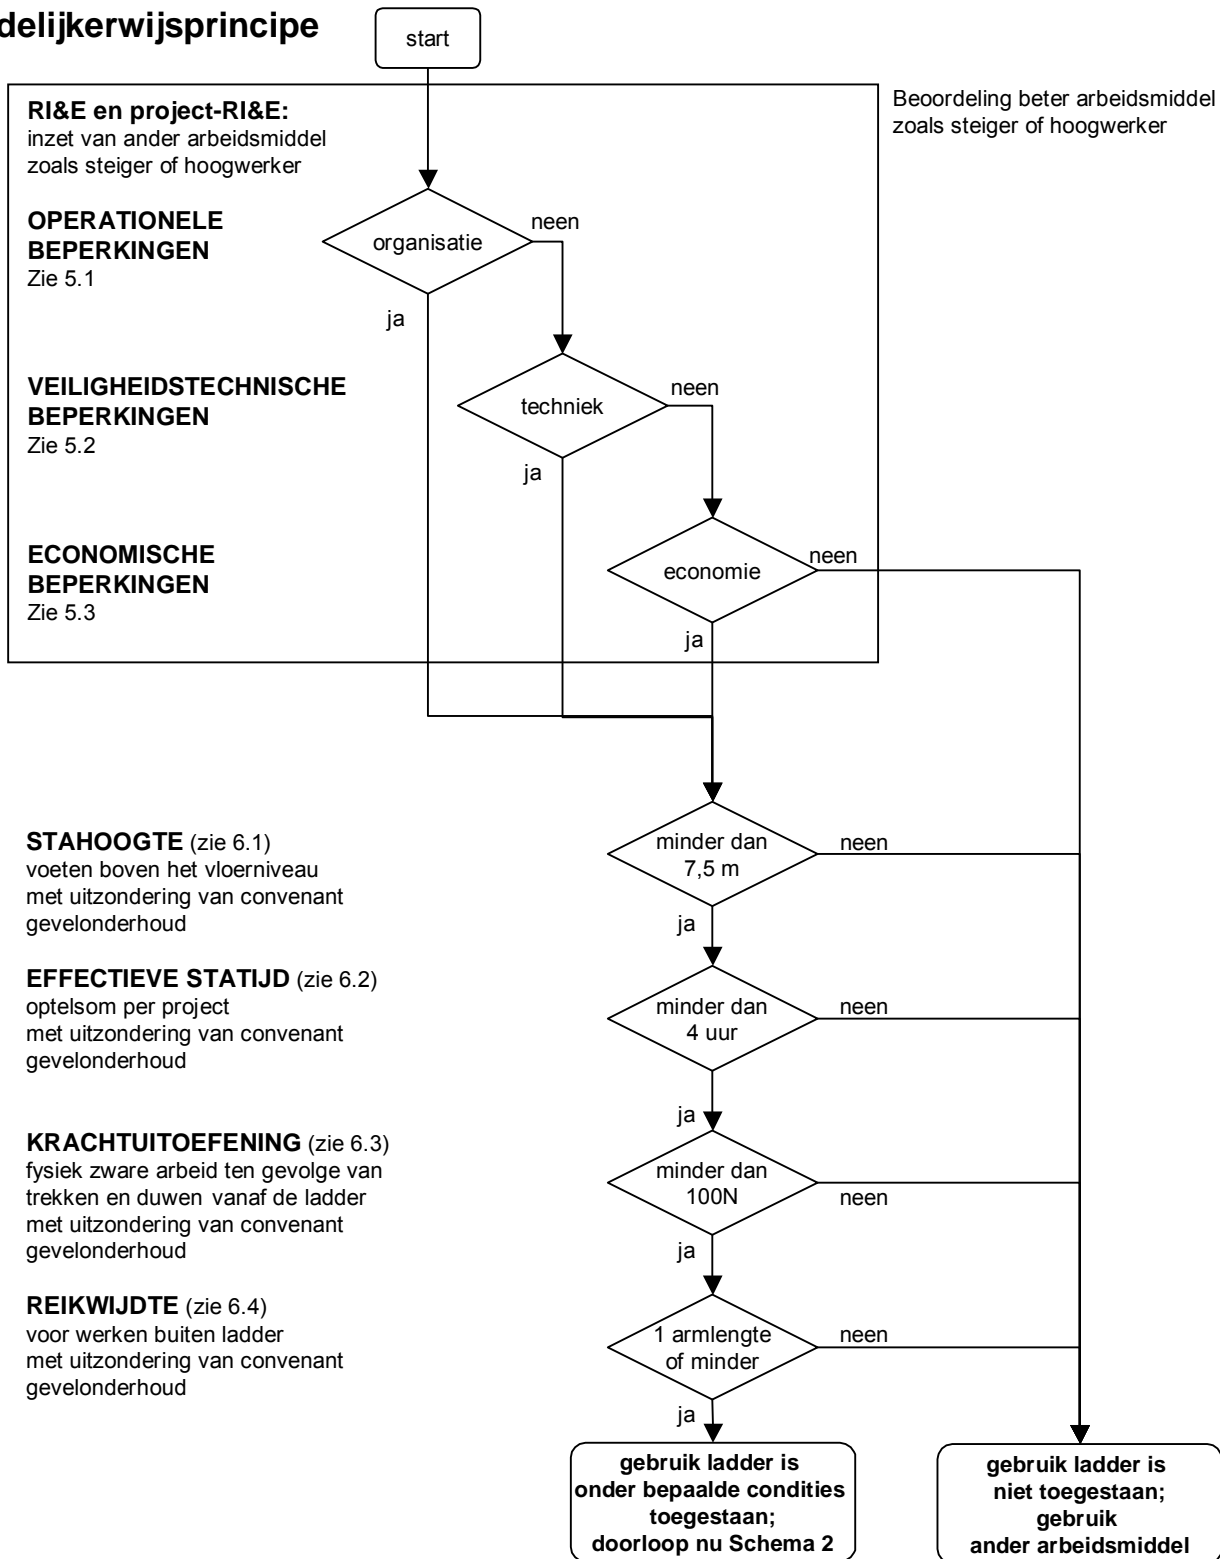 delijkerwijsprincipe
start
RI&E en project-RI&E:
inzet van ander arbeidsmiddel
zoals steiger of hoogwerker
Beoordeling beter arbeidsmiddel
zoals steiger of hoogwerker
OPERATIONELE
BEPERKINGEN
Zie 5.1
organisatie
neen
ja
VEILIGHEIDSTECHNISCHE
BEPERKINGEN
Zie 5.2
techniek
neen
ja
ECONOMISCHE
BEPERKINGEN
Zie 5.3
economie
neen
ja
STAHOOGTE (zie 6.1)
voeten boven het vloerniveau
met uitzondering van convenant
gevelonderhoud
minder dan
7,5 m
neen
ja
EFFECTIEVE STATIJD (zie 6.2)
optelsom per project
met uitzondering van convenant
gevelonderhoud
minder dan
4 uur
neen
ja
KRACHTUITOEFENING (zie 6.3)
fysiek zware arbeid ten gevolge van
trekken en duwen vanaf de ladder
met uitzondering van convenant
gevelonderhoud
minder dan
100N
neen
ja
REIKWIJDTE (zie 6.4)
voor werken buiten ladder
met uitzondering van convenant
gevelonderhoud
1 armlengte
of minder
neen
ja
gebruik ladder is
onder bepaalde condities
toegestaan;
doorloop nu Schema 2
gebruik ladder is
niet toegestaan;
gebruik
ander arbeidsmiddel